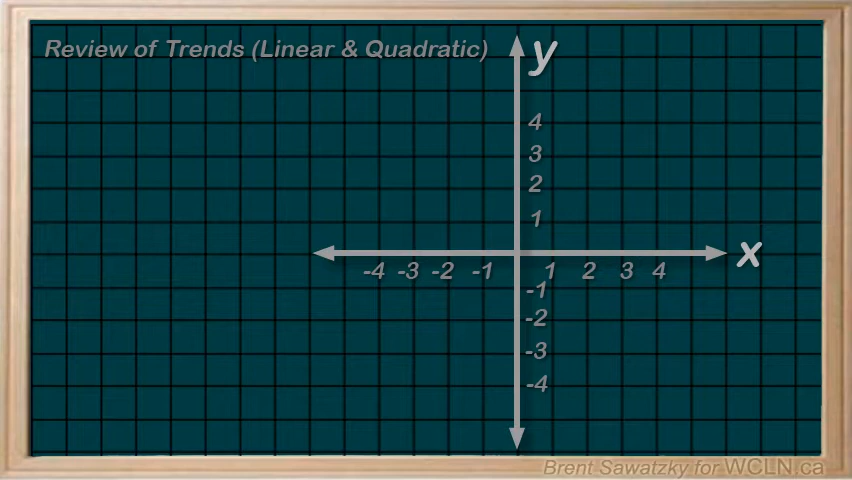 Review of Trends (Linear & Quadratic)
y
4
3
2
1
x
-4 -3 -2 -1 1 2 3 4
-1
-2
-3
-4
Brent Sawatzky for WCLN.ca